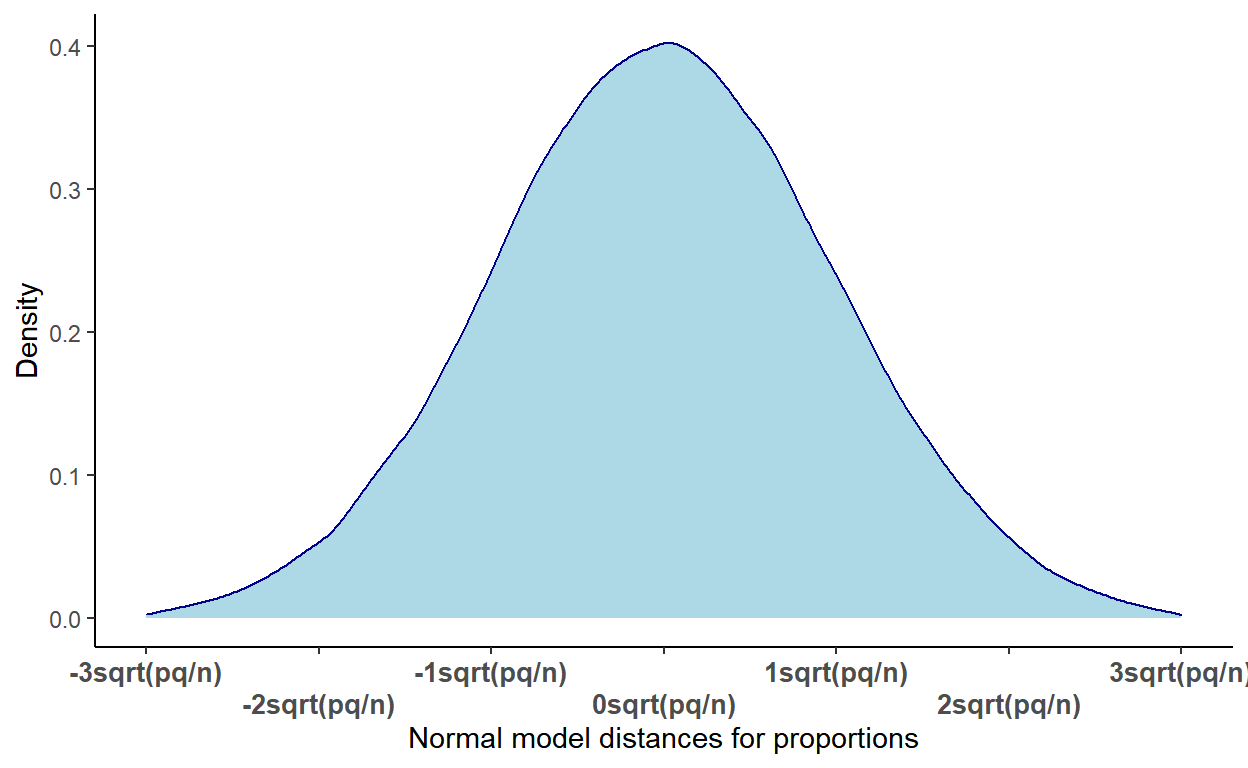 0.4
0.3
0.2
0.1
0.0
Density
-3sqrt(pq/n) -1sqrt(pq/n) 1sqrt(pq/n) 3sqrt(pq/n)
-2sqrt(pq/n) 0sqrt(pq/n) 2sqrt(pq/n)
Normal model distances for proportions